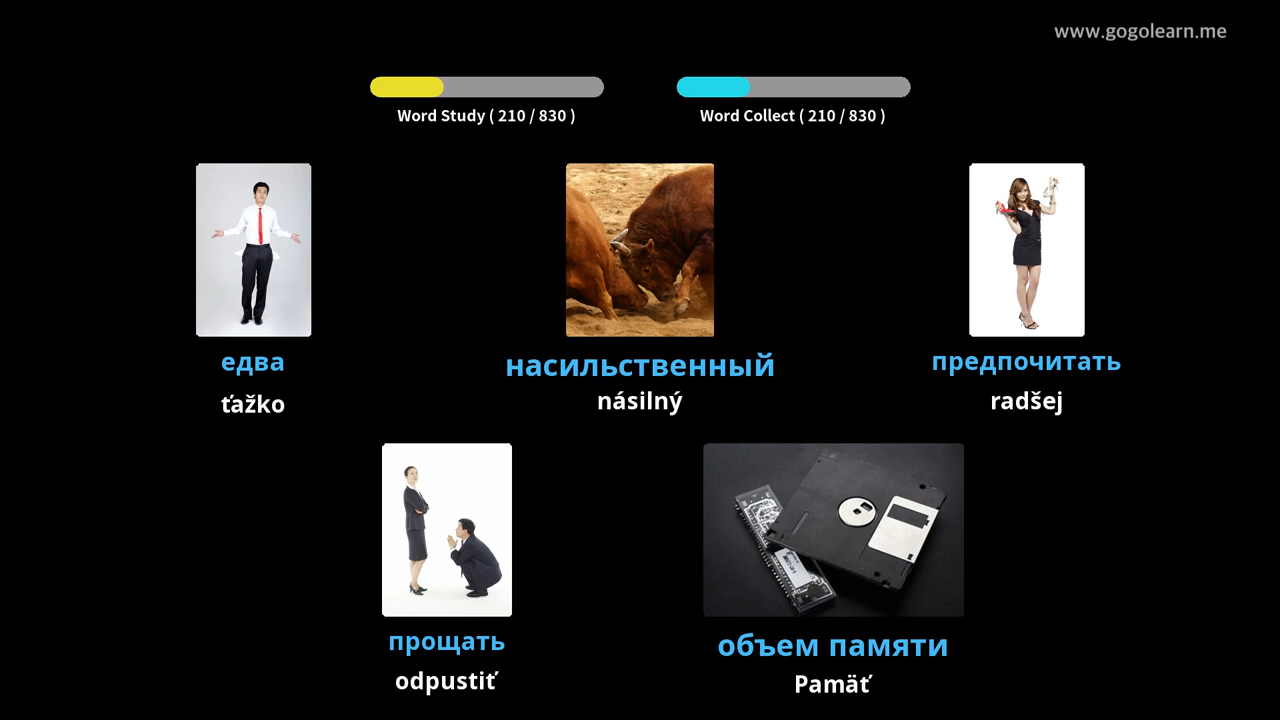 www.gogolearn.me
Word Study ( 210 / 830 )
Word Collect ( 210 / 830 )
едва
ťažko
насильственный
násilný
предпочитать
radšej
прощать
odpustiť
объем памяти
Pamäť